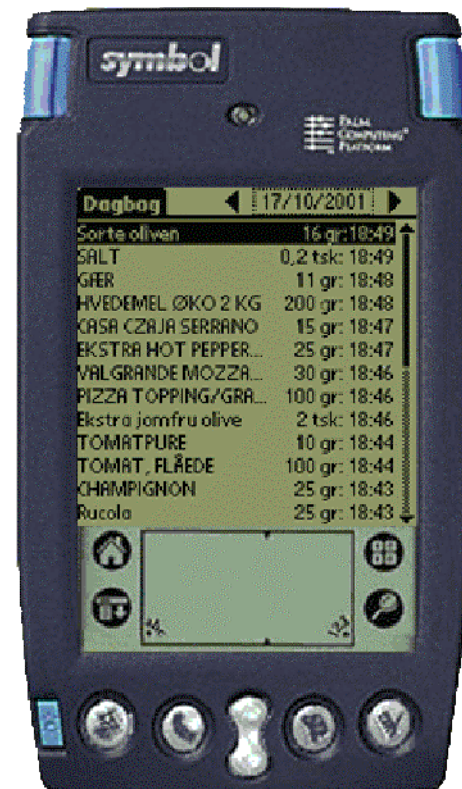 symbol
PALM
COMPUTING®
PLATFORM
Dagbog 17/10/2001
Sorte oliven 16 gr: 18:49
SALT 0,2 tsk: 18:49
GÆR 11 gr: 18:48
HVEDEMEL ØKO 2 KG 200 gr: 18:48
CASA CZAJA SERRANO 15 gr: 18:47
EKSTRA HOT PEPPER... 25 gr: 18:47
VALGRANDE MOZZA... 30 gr: 18:46
PIZZA TOPPING/GRA... 100 gr: 18:46
Ekstra jomfru olive 2 tsk: 18:46
TOMATPURE 10 gr: 18:44
TOMAT, FLÅEDE 100 gr: 18:44
CHAMPIGNON 25 gr: 18:43
Rucola 25 gr: 18:43